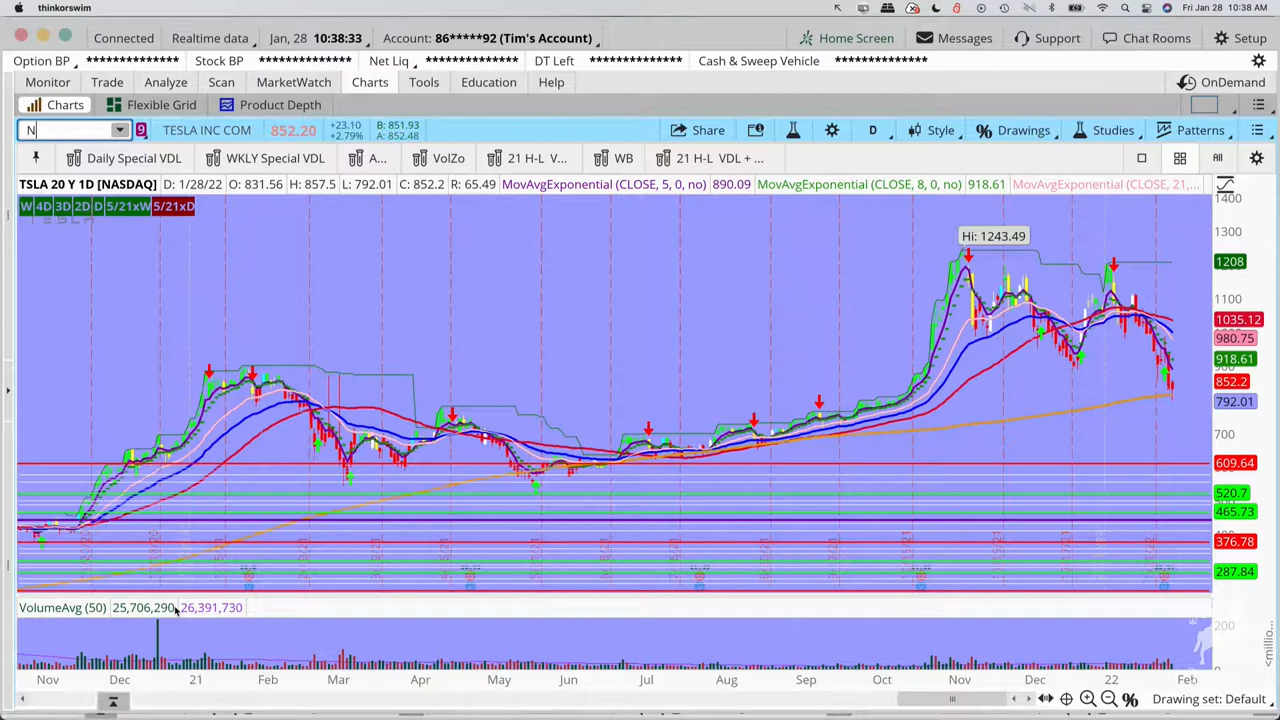 thinkorswim Fri Jan 28 10:38 AM
Connected Realtime data Jan, 28 10:38:33 Account: 86*****92 (Tim's Account) Home Screen Messages Support Chat Rooms Setup
Option BP ************** Stock BP ************** Net Liq ************** DT Left ************** Cash & Sweep Vehicle **************
Monitor Trade Analyze Scan MarketWatch Charts Tools Education Help OnDemand
Charts Flexible Grid Product Depth
N 9 TESLA INC COM 852.20 +23.10 B: 851.93 Share D Style Drawings Studies Patterns
+2.79% A: 852.48
Daily Special VDL WKLY Special VDL A... VolZo 21 H-L V... WB 21 H-L VDL + ... All
TSLA 20 Y 1D [NASDAQ] D: 1/28/22 O: 831.56 H: 857.5 L: 792.01 C: 852.2 R: 65.49 MovAvgExponential (CLOSE, 5, 0, no) 890.09 MovAvgExponential (CLOSE, 8, 0, no) 918.61 MovAvgExponential (CLOSE, 21,...
1400
W 4D 3D 2D D 5/21xW 5/21xD
1300
Hi: 1243.49
1208
1100
1035.12
980.75
918.61
852.2
792.01
700
609.64
520.7
465.73
376.78
287.84
VolumeAvg (50) 25,706,290 26,391,730
200
<millio...
Nov Dec 21 Feb Mar Apr May Jun Jul Aug Sep Oct Nov Dec 22 Feb
Drawing set: Default